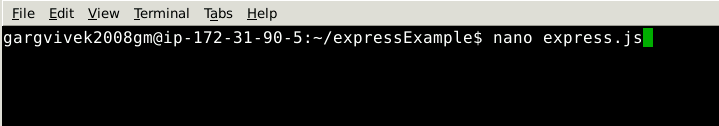 File Edit View Terminal Tabs Help
gargvivek2008gm@ip-172-31-90-5:~/expressExample$ nano express.js